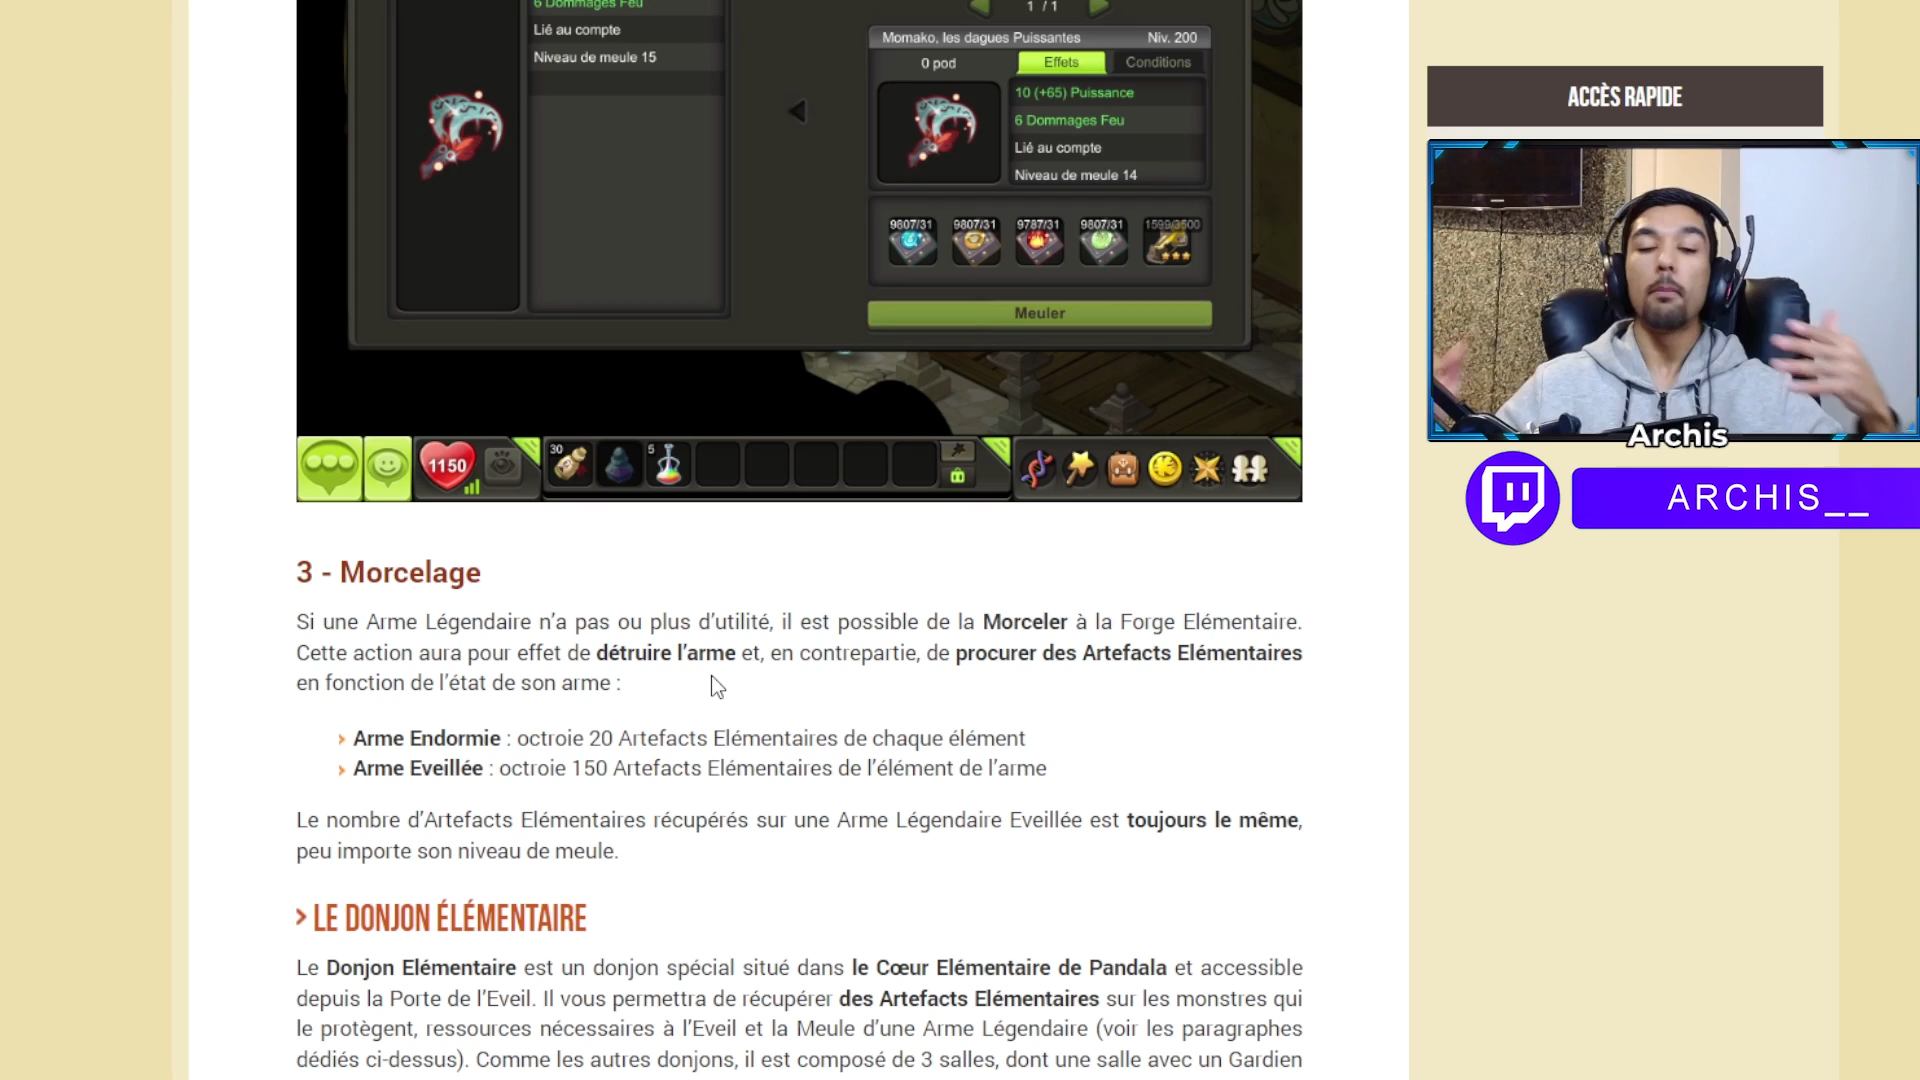 6 Dommages Feu
Lié au compte
Niveau de meule 15
1 / 1
Momako, les dagues Puissantes Niv. 200
0 pod Effets Conditions
10 (+65) Puissance
6 Dommages Feu
Lié au compte
Niveau de meule 14
9807/31 9807/31 9787/31 9807/31 1599/3500
Meuler
1150
30
5
ACCÈS RAPIDE
Archis
ARCHIS__
3 - Morcelage
Si une Arme Légendaire n’a pas ou plus d’utilité, il est possible de la Morceler à la Forge Elémentaire.
Cette action aura pour effet de détruire l’arme et, en contrepartie, de procurer des Artefacts Elémentaires
en fonction de l’état de son arme :
› Arme Endormie : octroie 20 Artefacts Elémentaires de chaque élément
› Arme Eveillée : octroie 150 Artefacts Elémentaires de l’élément de l’arme
Le nombre d’Artefacts Elémentaires récupérés sur une Arme Légendaire Eveillée est toujours le même,
peu importe son niveau de meule.
› LE DONJON ÉLÉMENTAIRE
Le Donjon Elémentaire est un donjon spécial situé dans le Cœur Elémentaire de Pandala et accessible
depuis la Porte de l’Eveil. Il vous permettra de récupérer des Artefacts Elémentaires sur les monstres qui
le protègent, ressources nécessaires à l’Eveil et la Meule d’une Arme Légendaire (voir les paragraphes
dédiés ci-dessus). Comme les autres donjons, il est composé de 3 salles, dont une salle avec un Gardien